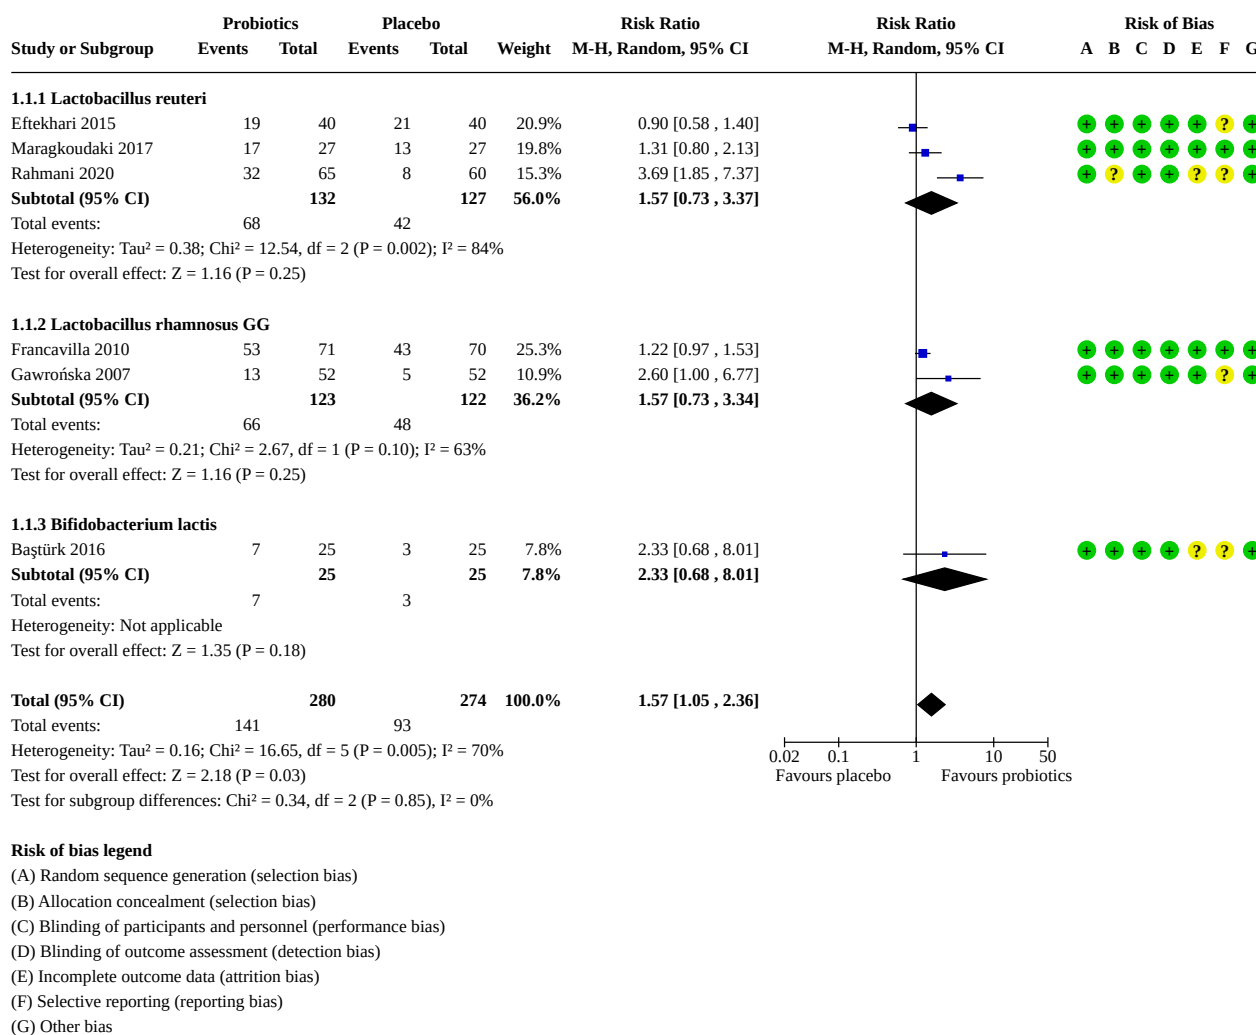 Probiotics Placebo Risk Ratio Risk Ratio Risk of Bias
Study or Subgroup Events Total Events Total Weight M-H, Random, 95% CI M-H, Random, 95% CI A B C D E F G
1.1.1 Lactobacillus reuteri
Eftekhari 2015 19 40 21 40 20.9% 0.90 [0.58 , 1.40] + + + + + ? +
Maragkoudaki 2017 17 27 13 27 19.8% 1.31 [0.80 , 2.13] + + + + + + +
Rahmani 2020 32 65 8 60 15.3% 3.69 [1.85 , 7.37] + ? + + ? ? +
Subtotal (95% CI) 132 127 56.0% 1.57 [0.73 , 3.37]
Total events: 68 42
Heterogeneity: Tau² = 0.38; Chi² = 12.54, df = 2 (P = 0.002); I² = 84%
Test for overall effect: Z = 1.16 (P = 0.25)
1.1.2 Lactobacillus rhamnosus GG
Francavilla 2010 53 71 43 70 25.3% 1.22 [0.97 , 1.53] + + + + + + +
Gawrońska 2007 13 52 5 52 10.9% 2.60 [1.00 , 6.77] + + + + + ? +
Subtotal (95% CI) 123 122 36.2% 1.57 [0.73 , 3.34]
Total events: 66 48
Heterogeneity: Tau² = 0.21; Chi² = 2.67, df = 1 (P = 0.10); I² = 63%
Test for overall effect: Z = 1.16 (P = 0.25)
1.1.3 Bifidobacterium lactis
Baştürk 2016 7 25 3 25 7.8% 2.33 [0.68 , 8.01] + + + + ? ? +
Subtotal (95% CI) 25 25 7.8% 2.33 [0.68 , 8.01]
Total events: 7 3
Heterogeneity: Not applicable
Test for overall effect: Z = 1.35 (P = 0.18)
Total (95% CI) 280 274 100.0% 1.57 [1.05 , 2.36]
Total events: 141 93
Heterogeneity: Tau² = 0.16; Chi² = 16.65, df = 5 (P = 0.005); I² = 70%
0.02 0.1 1 10 50
Test for overall effect: Z = 2.18 (P = 0.03) Favours placebo Favours probiotics
Test for subgroup differences: Chi² = 0.34, df = 2 (P = 0.85), I² = 0%
Risk of bias legend
(A) Random sequence generation (selection bias)
(B) Allocation concealment (selection bias)
(C) Blinding of participants and personnel (performance bias)
(D) Blinding of outcome assessment (detection bias)
(E) Incomplete outcome data (attrition bias)
(F) Selective reporting (reporting bias)
(G) Other bias